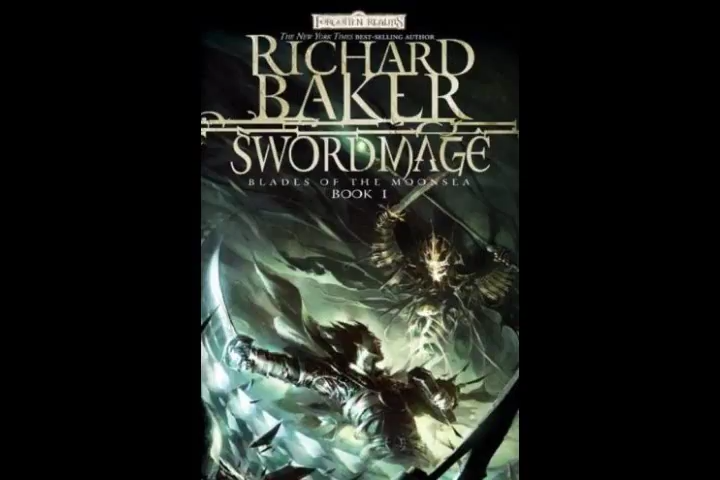 FORGOTTEN REALMS
THE NEW YORK TIMES BEST-SELLING AUTHOR
RICHARD
BAKER
SWORDMAGE
BLADES OF THE MOONSEA
BOOK I